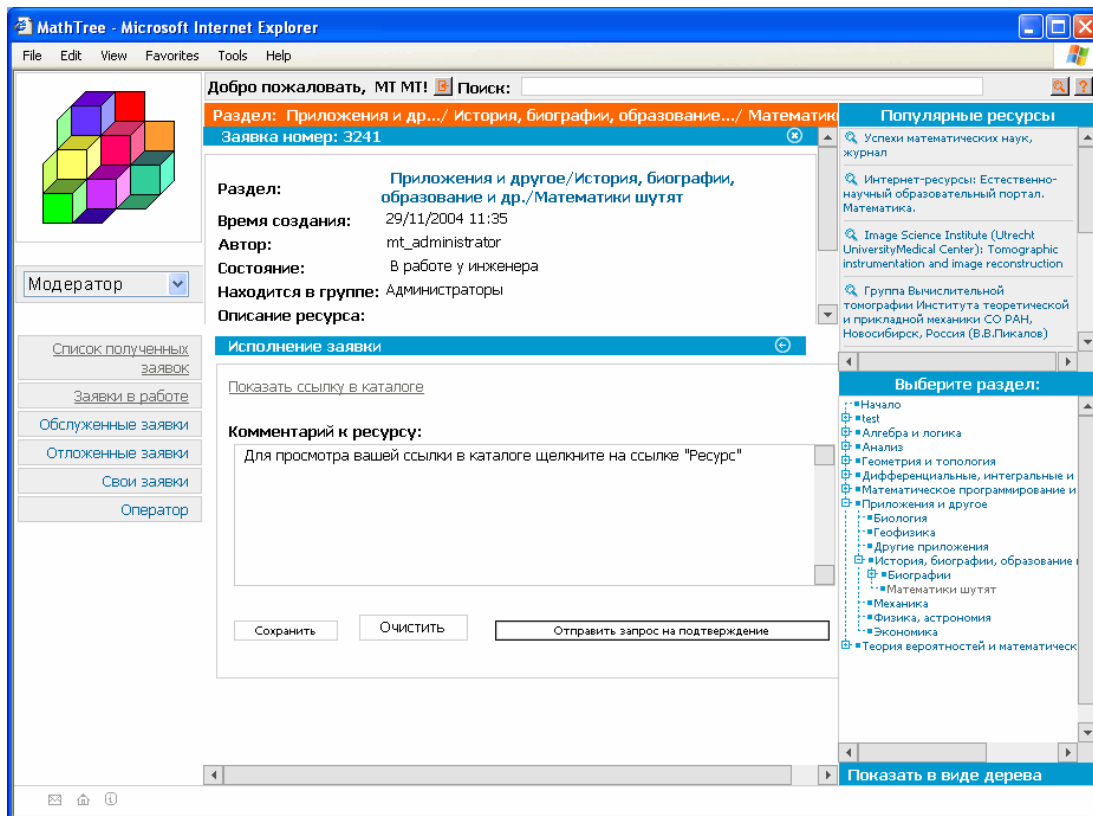 MathTree - Microsoft Internet Explorer
File Edit View Favorites Tools Help
Добро пожаловать, МТ МТ! Поиск:
Раздел: Приложения и др.../ История, биографии, образование.../ Математик
Заявка номер: 3241
Раздел: Приложения и другое/История, биографии,
образование и др./Математики шутят
Время создания: 29/11/2004 11:35
Автор: mt_administrator
Состояние: В работе у инженера
Находится в группе: Администраторы
Описание ресурса:
Модератор
Список полученных
заявок
Заявки в работе
Обслуженные заявки
Отложенные заявки
Свои заявки
Оператор
Исполнение заявки
Показать ссылку в каталоге
Комментарий к ресурсу:
Для просмотра вашей ссылки в каталоге щелкните на ссылке "Ресурс"
Сохранить
Очистить
Отправить запрос на подтверждение
Популярные ресурсы
Успехи математических наук,
журнал
Интернет-ресурсы: Естественно-
научный образовательный портал.
Математика.
Image Science Institute (Utrecht
UniversityMedical Center): Tomographic
instrumentation and image reconstruction
Группа Вычислительной
томографии Института теоретической
и прикладной механики СО РАН,
Новосибирск, Россия (В.В.Пикалов)
Выберите раздел:
Начало
test
Алгебра и логика
Анализ
Геометрия и топология
Дифференциальные, интегральные и
Математическое программирование и
Приложения и другое
Биология
Геофизика
Другие приложения
История, биографии, образование
Биографии
Математики шутят
Механика
Физика, астрономия
Экономика
Теория вероятностей и математическ
Показать в виде дерева